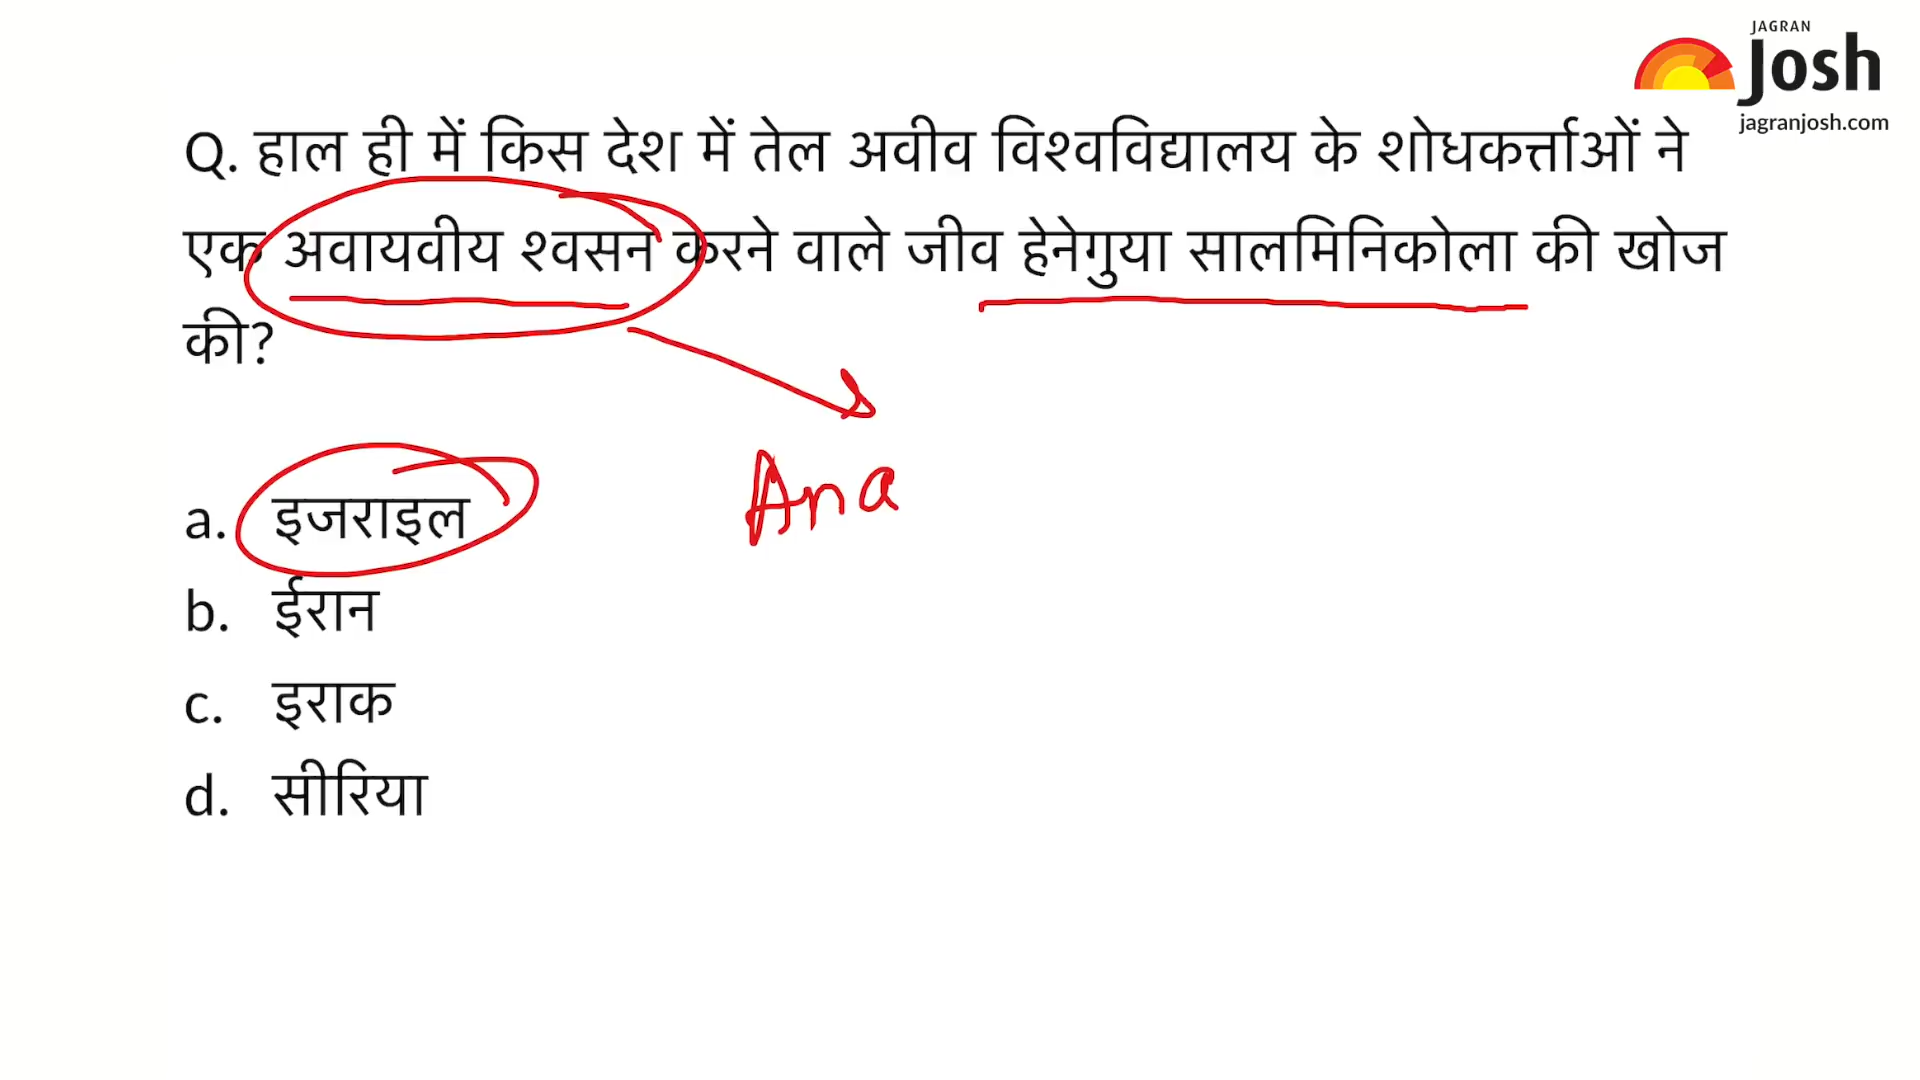 JAGRAN
Josh
jagranjosh.com
Q. हाल ही में किस देश में तेल अवीव विश्वविद्यालय के शोधकर्त्ताओं ने
एक अवायवीय श्वसन करने वाले जीव हेनेगुया सालमिनिकोला की खोज
की?
Ana
a. इजराइल
b. ईरान
c. इराक
d. सीरिया